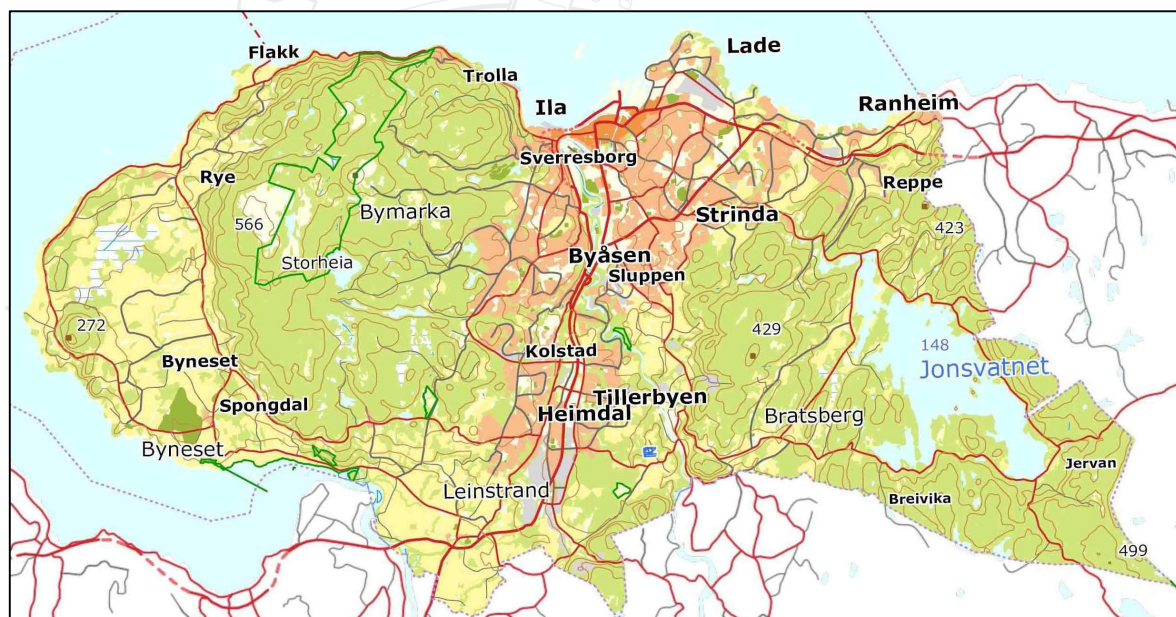 Lade
Flakk
Trolla
Ila
Ranheim
Sverresborg
Rye
Reppe
Bymarka
Strinda
566
423
Byåsen
Storheia
Sluppen
272
429
148
Kolstad
Byneset
Jonsvatnet
Tillerbyen
Spongdal
Heimdal
Bratsberg
Byneset
Jervan
Leinstrand
Breivika
499